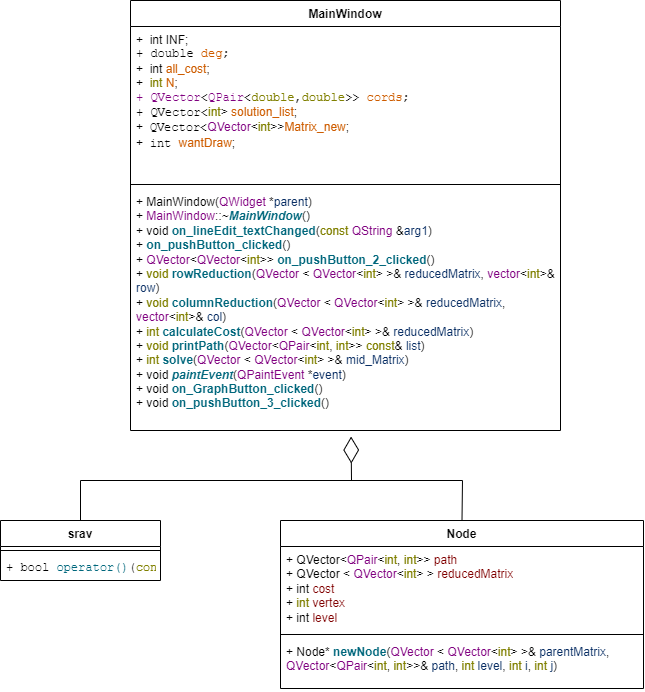 MainWindow
+ int INF;
+ double deg;
+ int all_cost;
+ int N;
+ QVector<QPair<double,double>> cords;
+ QVector<int> solution_list;
+ QVector<QVector<int>>Matrix_new;
+ int wantDraw;
+ MainWindow(QWidget *parent)
+ MainWindow::~MainWindow()
+ void on_lineEdit_textChanged(const QString &arg1)
+ on_pushButton_clicked()
+ QVector<QVector<int>> on_pushButton_2_clicked()
+ void rowReduction(QVector < QVector<int> >& reducedMatrix, vector<int>&
row)
+ void columnReduction(QVector < QVector<int> >& reducedMatrix,
vector<int>& col)
+ int calculateCost(QVector < QVector<int> >& reducedMatrix)
+ void printPath(QVector<QPair<int, int>> const& list)
+ int solve(QVector < QVector<int> >& mid_Matrix)
+ void paintEvent(QPaintEvent *event)
+ void on_GraphButton_clicked()
+ void on_pushButton_3_clicked()
srav
+ bool operator()(con
Node
+ QVector<QPair<int, int>> path
+ QVector < QVector<int> > reducedMatrix
+ int cost
+ int vertex
+ int level
+ Node* newNode(QVector < QVector<int> >& parentMatrix,
QVector<QPair<int, int>>& path, int level, int i, int j)